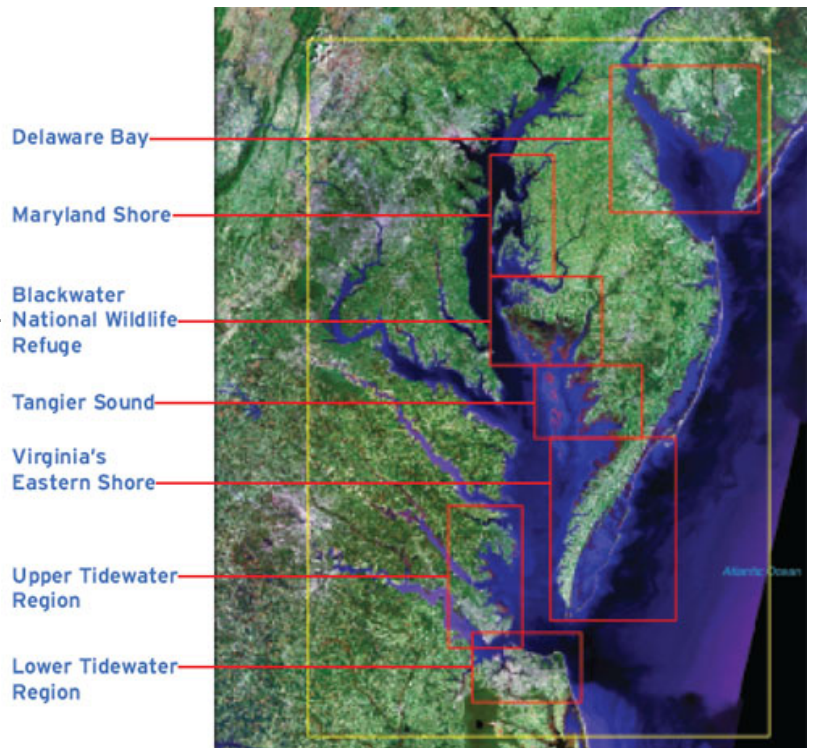 Delaware Bay
Maryland Shore
Blackwater
National Wildlife
Refuge
Tangier Sound
Virginia's
Eastern Shore
Atlantic Ocean
Upper Tidewater
Region
Lower Tidewater
Region